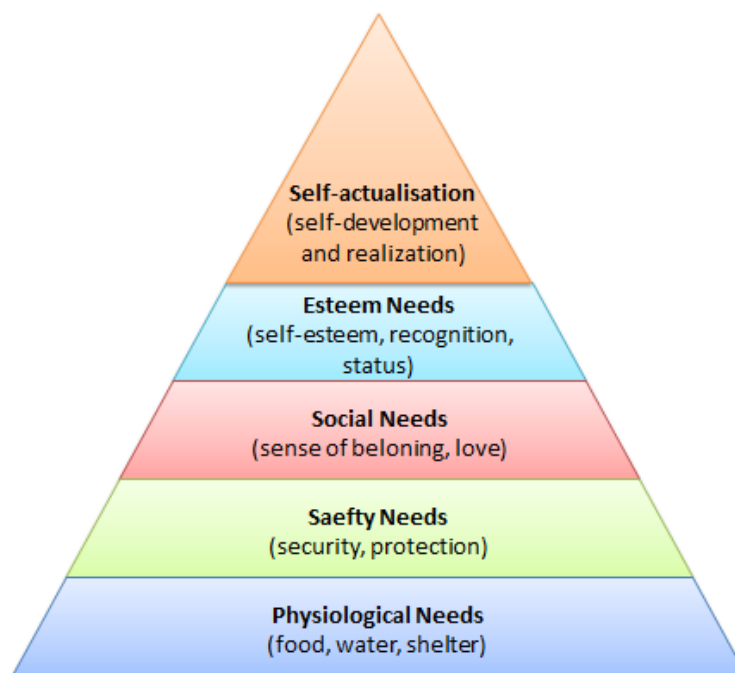 Self-actualisation
(self-development
and realization)
Esteem Needs
(self-esteem, recognition,
status)
Social Needs
(sense of beloning, love)
Saefty Needs
(security, protection)
Physiological Needs
(food, water, shelter)